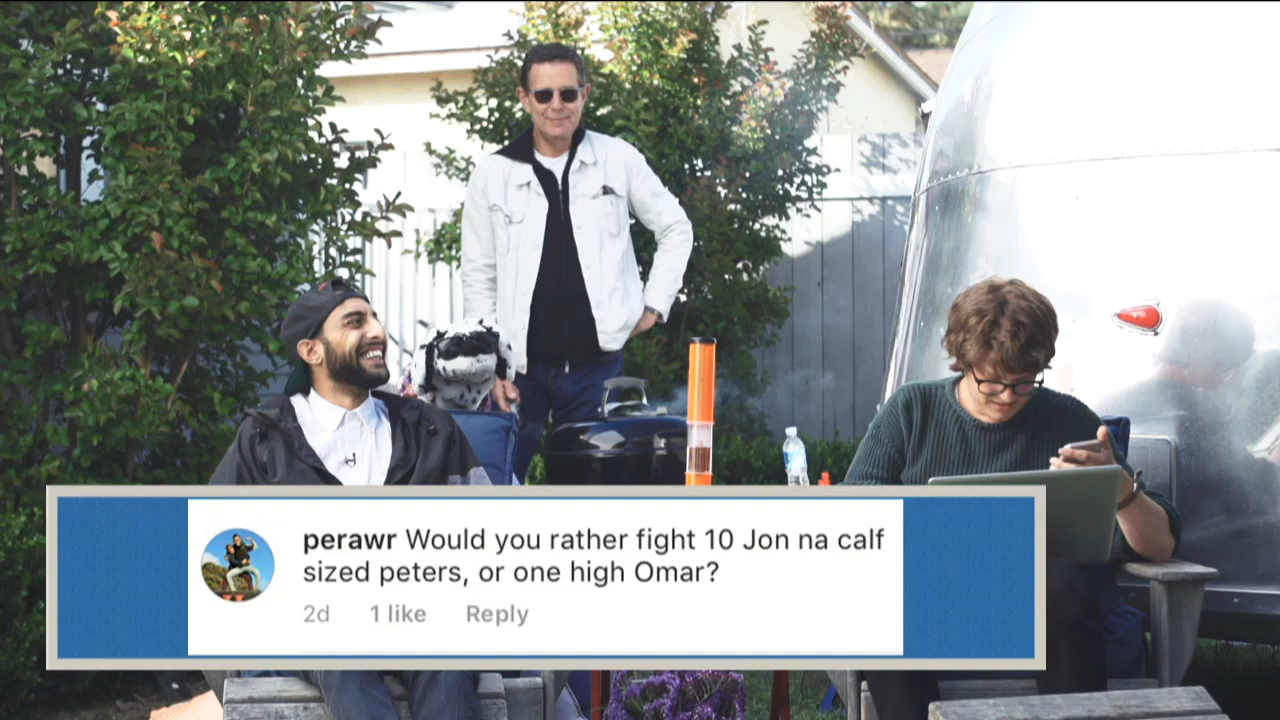 perawr Would you rather fight 10 Jon na calf
sized peters, or one high Omar?
2d 1 like Reply